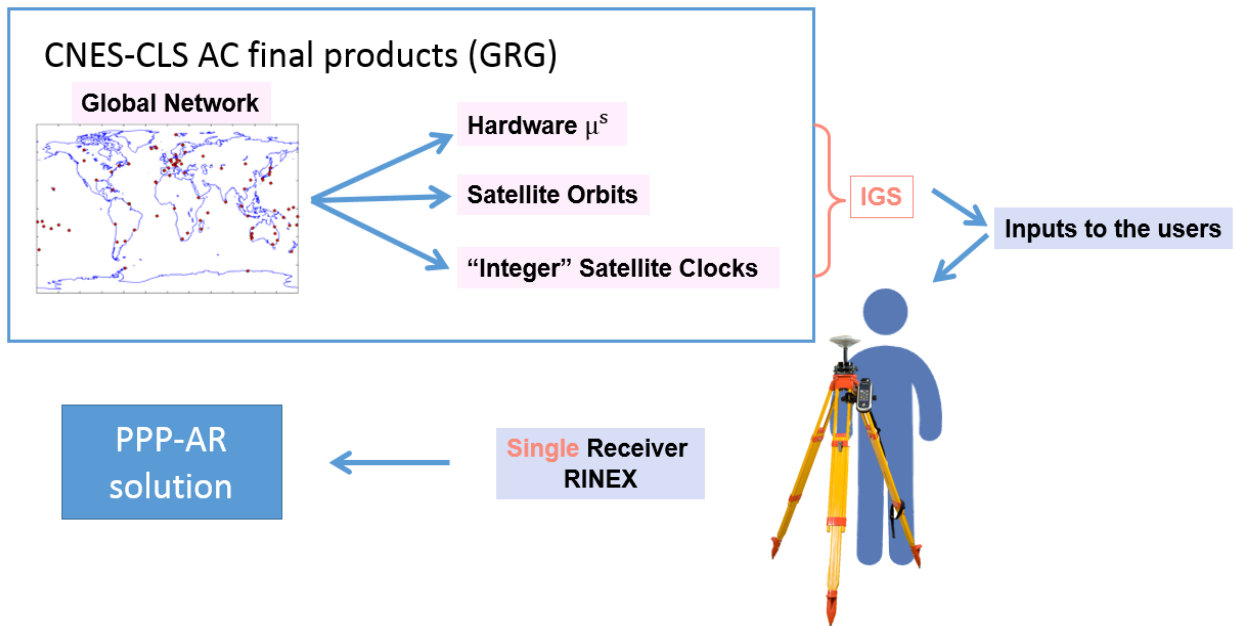 CNES-CLS AC final products (GRG)
Global Network
Hardware μˢ
Satellite Orbits
“Integer” Satellite Clocks
IGS
Inputs to the users
PPP-AR
solution
Single Receiver
RINEX